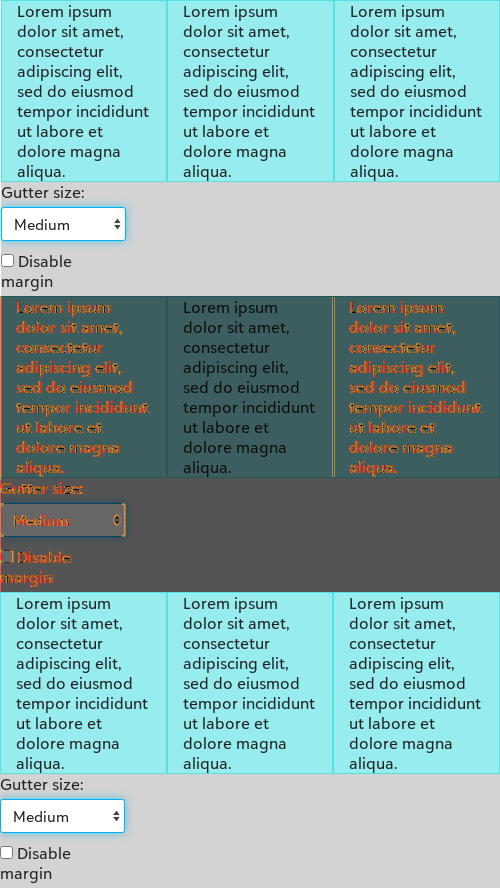 Lorem ipsum
dolor sit amet,
consectetur
adipiscing elit,
sed do eiusmod
tempor incididunt
ut labore et
dolore magna
aliqua.
Lorem ipsum
dolor sit amet,
consectetur
adipiscing elit,
sed do eiusmod
tempor incididunt
ut labore et
dolore magna
aliqua.
Lorem ipsum
dolor sit amet,
consectetur
adipiscing elit,
sed do eiusmod
tempor incididunt
ut labore et
dolore magna
aliqua.
Gutter size:
Medium
Disable
margin
Lorem ipsum
dolor sit amet,
consectetur
adipiscing elit,
sed do eiusmod
tempor incididunt
ut labore et
dolore magna
aliqua.
Lorem ipsum
dolor sit amet,
consectetur
adipiscing elit,
sed do eiusmod
tempor incididunt
ut labore et
dolore magna
aliqua.
Lorem ipsum
dolor sit amet,
consectetur
adipiscing elit,
sed do eiusmod
tempor incididunt
ut labore et
dolore magna
aliqua.
Gutter size:
Medium
Disable
margin
Lorem ipsum
dolor sit amet,
consectetur
adipiscing elit,
sed do eiusmod
tempor incididunt
ut labore et
dolore magna
aliqua.
Lorem ipsum
dolor sit amet,
consectetur
adipiscing elit,
sed do eiusmod
tempor incididunt
ut labore et
dolore magna
aliqua.
Lorem ipsum
dolor sit amet,
consectetur
adipiscing elit,
sed do eiusmod
tempor incididunt
ut labore et
dolore magna
aliqua.
Gutter size:
Medium
Disable
margin